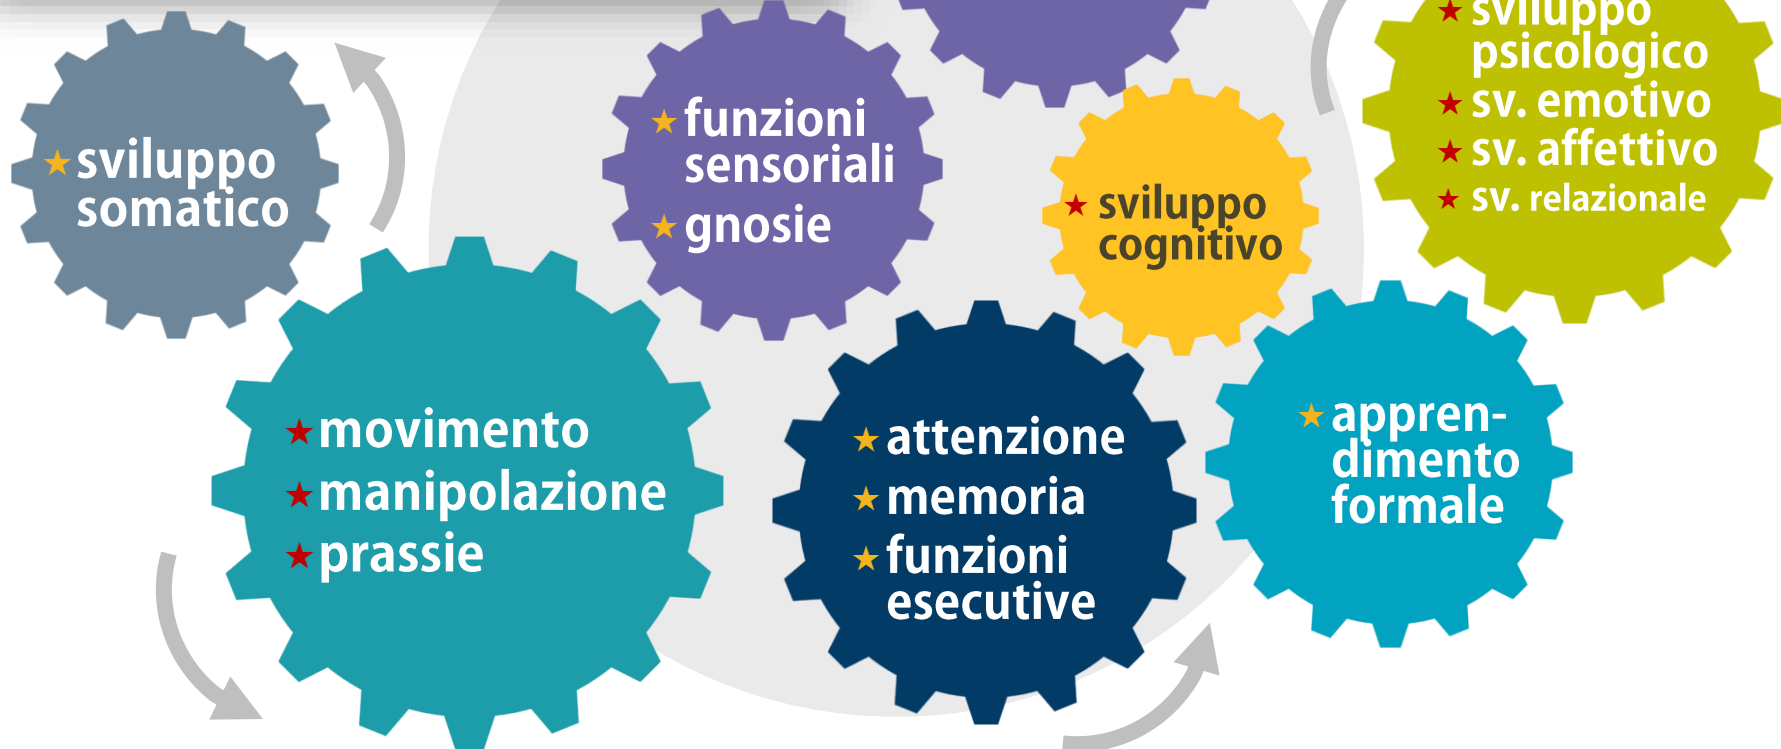 sviluppo
somatico
funzioni
sensoriali
gnosie
sviluppo
cognitivo
sviluppo
psicologico
sv. emotivo
sv. affettivo
sv. relazionale
movimento
manipolazione
prassie
attenzione
memoria
funzioni
esecutive
appren-
dimento
formale